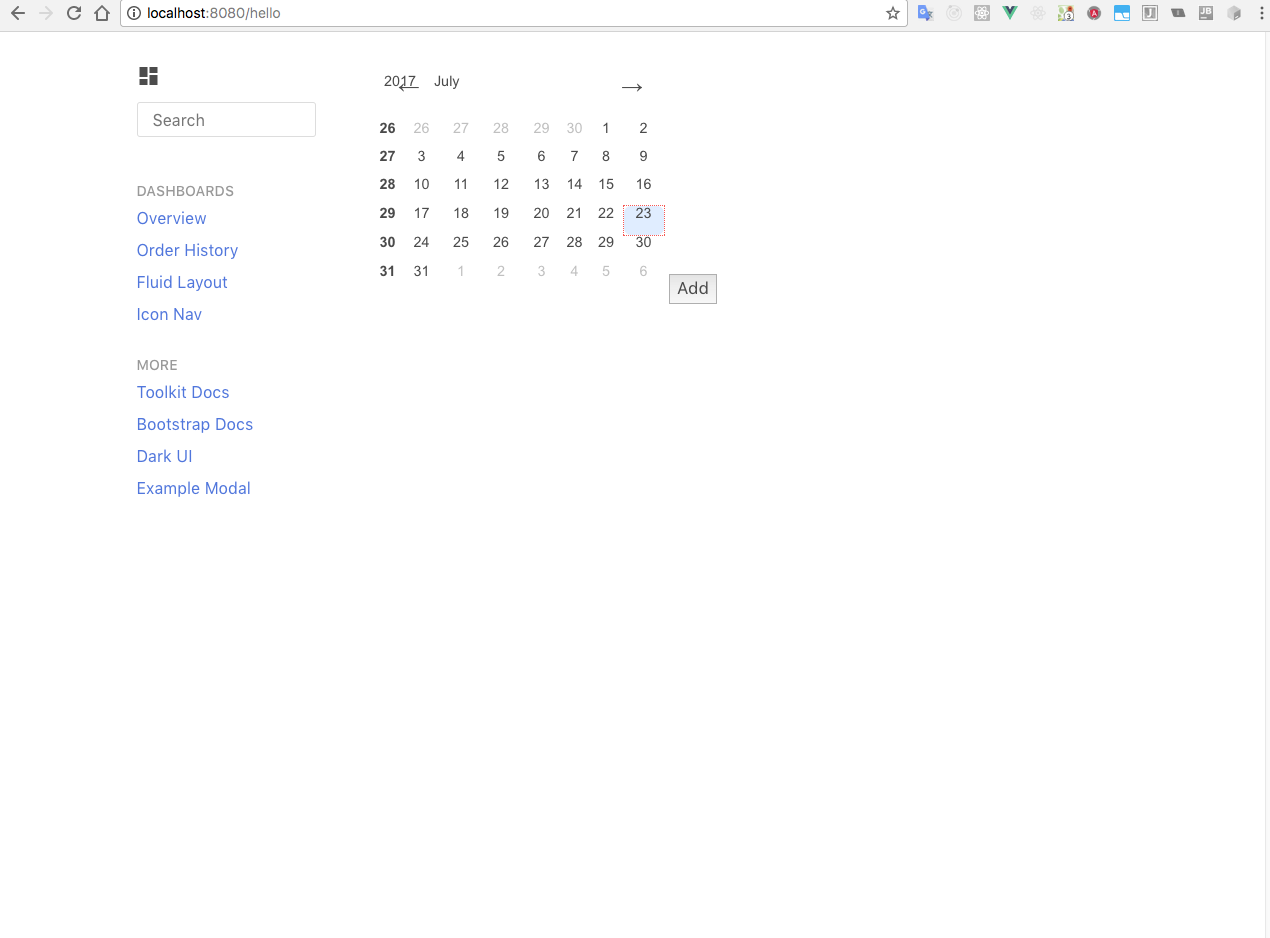 localhost:8080/hello
3
A
J
JB
Search
DASHBOARDS
Overview
Order History
Fluid Layout
Icon Nav
MORE
Toolkit Docs
Bootstrap Docs
Dark UI
Example Modal
2017 July
← →
26 26 27 28 29 30 1 2
27 3 4 5 6 7 8 9
28 10 11 12 13 14 15 16
29 17 18 19 20 21 22 23
30 24 25 26 27 28 29 30
31 31 1 2 3 4 5 6
Add